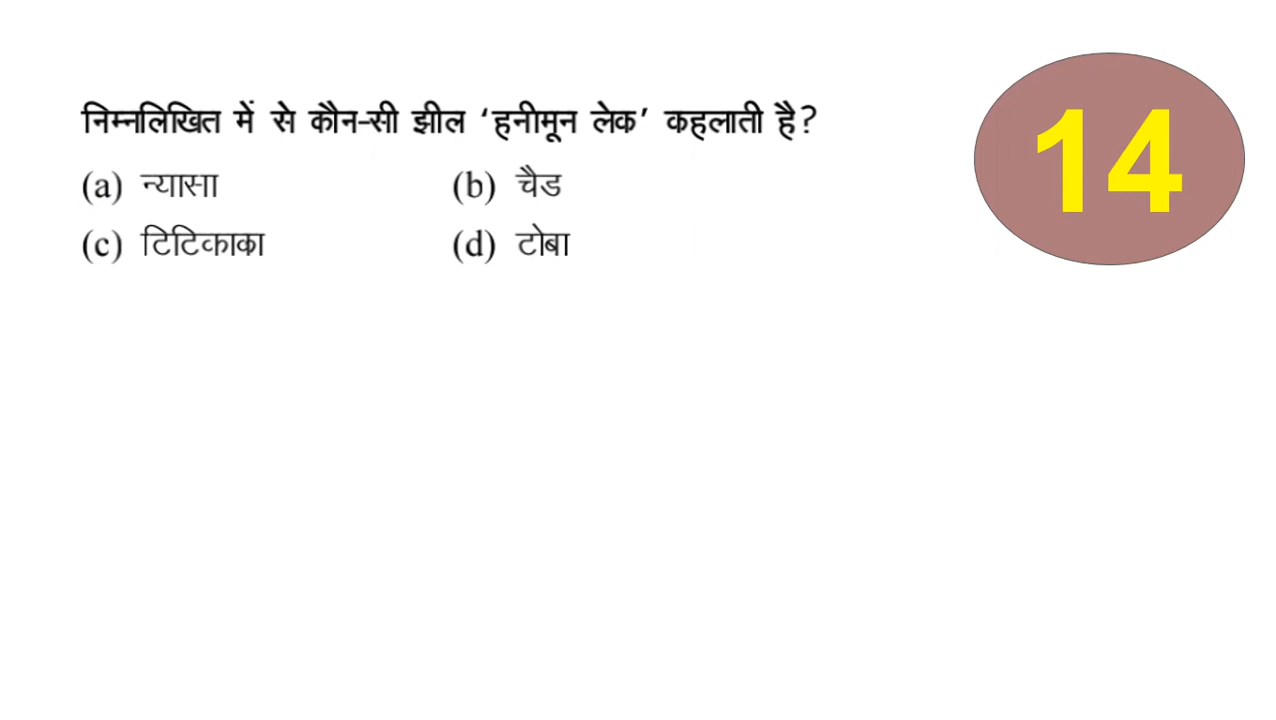 निम्नलिखित में से कौन-सी झील ‘हनीमून लेक’ कहलाती है?
(a) न्यासा (b) चैड
(c) टिटिकाका (d) टोबा
14